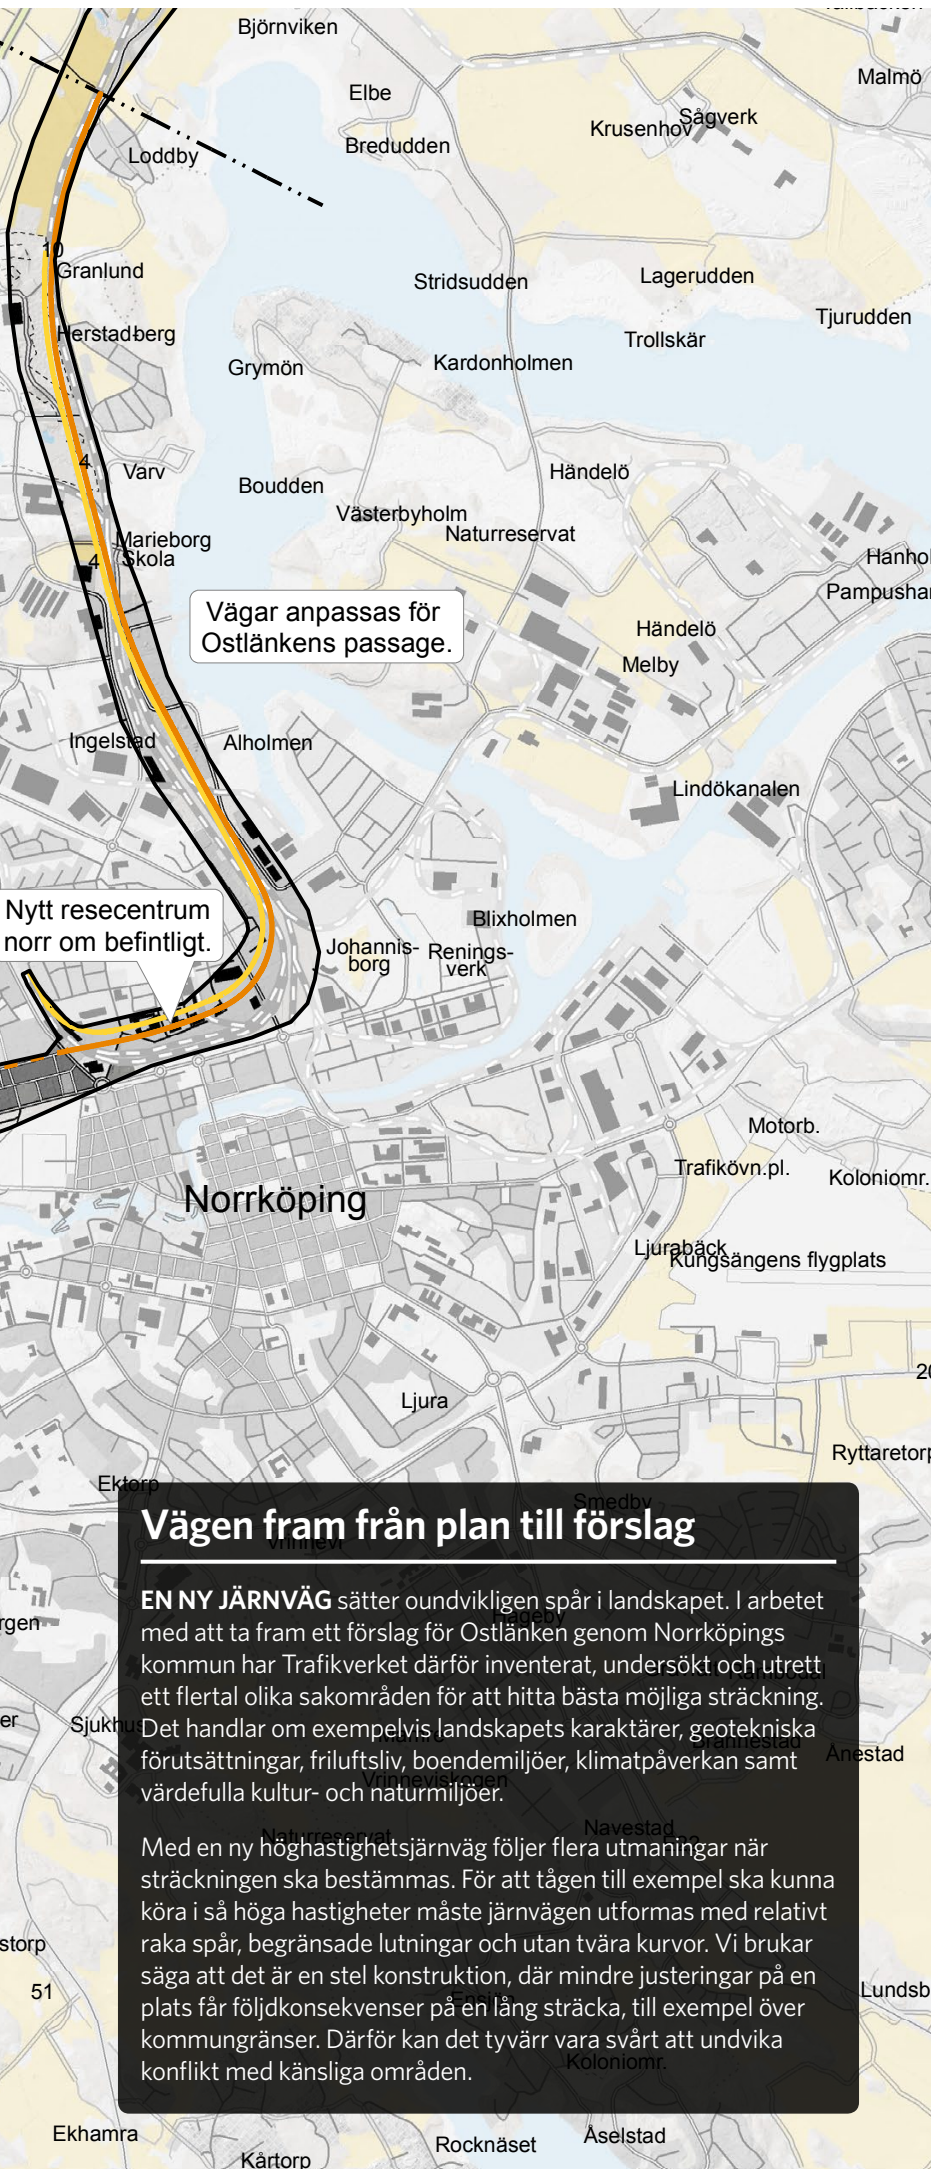 Björnviken
Malmö
Elbe
Sågverk
Krusenhov
Bredudden
Loddby
10
Granlund
Stridsudden
Lagerudden
Tjurudden
Herstadberg
Trollskär
Kardonholmen
Grymön
4
Varv
Händelö
Boudden
Västerbyholm
Naturreservat
Marieborg
Skola
4
Vägar anpassas för
Ostlänkens passage.
Händelö
Melby
Ingelstad
Alholmen
Lindökanalen
Nytt resecentrum
norr om befintligt.
Blixholmen
Johannis-
borg
Renings-
verk
Motorb.
Trafikövn.pl.
Koloniomr.
Norrköping
Ljurabäck
Kungsängens flygplats
Ljura
Ektorp
Smedby
Vägen fram från plan till förslag
Vrinnevi
EN NY JÄRNVÄG sätter oundvikligen spår i landskapet. I arbetet
Hageby
med att ta fram ett förslag för Ostlänken genom Norrköpings
kommun har Trafikverket därför inventerat, undersökt och utrett
ett flertal olika sakområden för att hitta bästa möjliga sträckning.
Det handlar om exempelvis landskapets karaktärer, geotekniska
förutsättningar, friluftsliv, boendemiljöer, klimatpåverkan samt
värdefulla kultur- och naturmiljöer.
Ånestad
Vrinneviskogen
Naturreservat
Navestad
Med en ny höghastighetsjärnväg följer flera utmaningar när
sträckningen ska bestämmas. För att tågen till exempel ska kunna
köra i så höga hastigheter måste järnvägen utformas med relativt
raka spår, begränsade lutningar och utan tvära kurvor. Vi brukar
säga att det är en stel konstruktion, där mindre justeringar på en
plats får följdkonsekvenser på en lång sträcka, till exempel över
kommungränser. Därför kan det tyvärr vara svårt att undvika
konflikt med känsliga områden.
51
Koloniomr.
Ekhamra
Kårtorp
Rocknäset
Åselstad